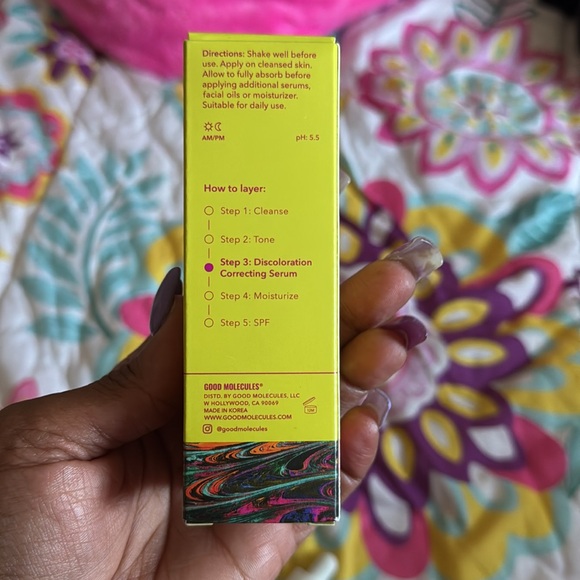 Directions: Shake well before
use. Apply on cleansed skin.
Allow to fully absorb before
applying additional serums,
facial oils or moisturizer.
Suitable for daily use.
AM/PM
pH: 5.5
How to layer:
Step 1: Cleanse
Step 2: Tone
Step 3: Discoloration
Correcting Serum
Step 4: Moisturize
Step 5: SPF
GOOD MOLECULES®
DISTD. BY GOOD MOLECULES, LLC
W HOLLYWOOD, CA 90069
MADE IN KOREA
WWW.GOODMOLECULES.COM
@goodmolecules
12M